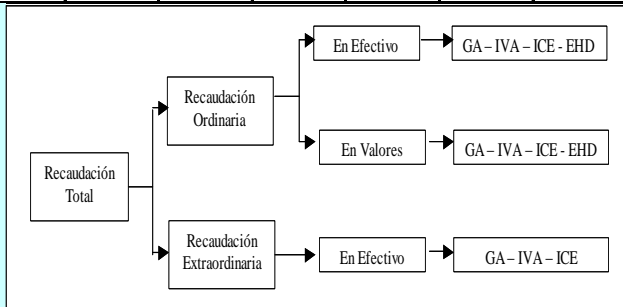 En Efectivo
GA – IVA – ICE - EHD
Recaudación
Ordinaria
En Valores
GA – IVA – ICE - EHD
Recaudación
Total
Recaudación
Extraordinaria
En Efectivo
GA – IVA – ICE